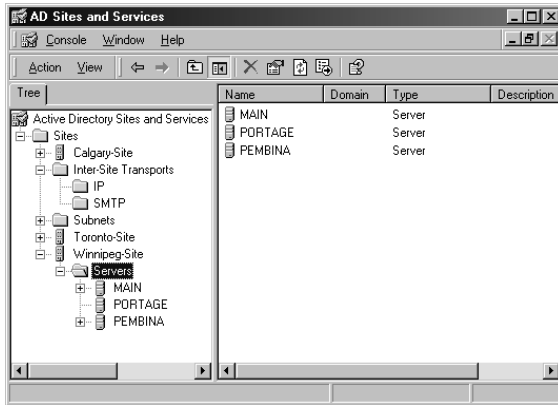 AD Sites and Services
Console Window Help
Action View
Tree
Name Domain Type Description
Active Directory Sites and Services
Sites
Calgary-Site
Inter-Site Transports
IP
SMTP
Subnets
Toronto-Site
Winnipeg-Site
Servers
MAIN
PORTAGE
PEMBINA
MAIN Server
PORTAGE Server
PEMBINA Server